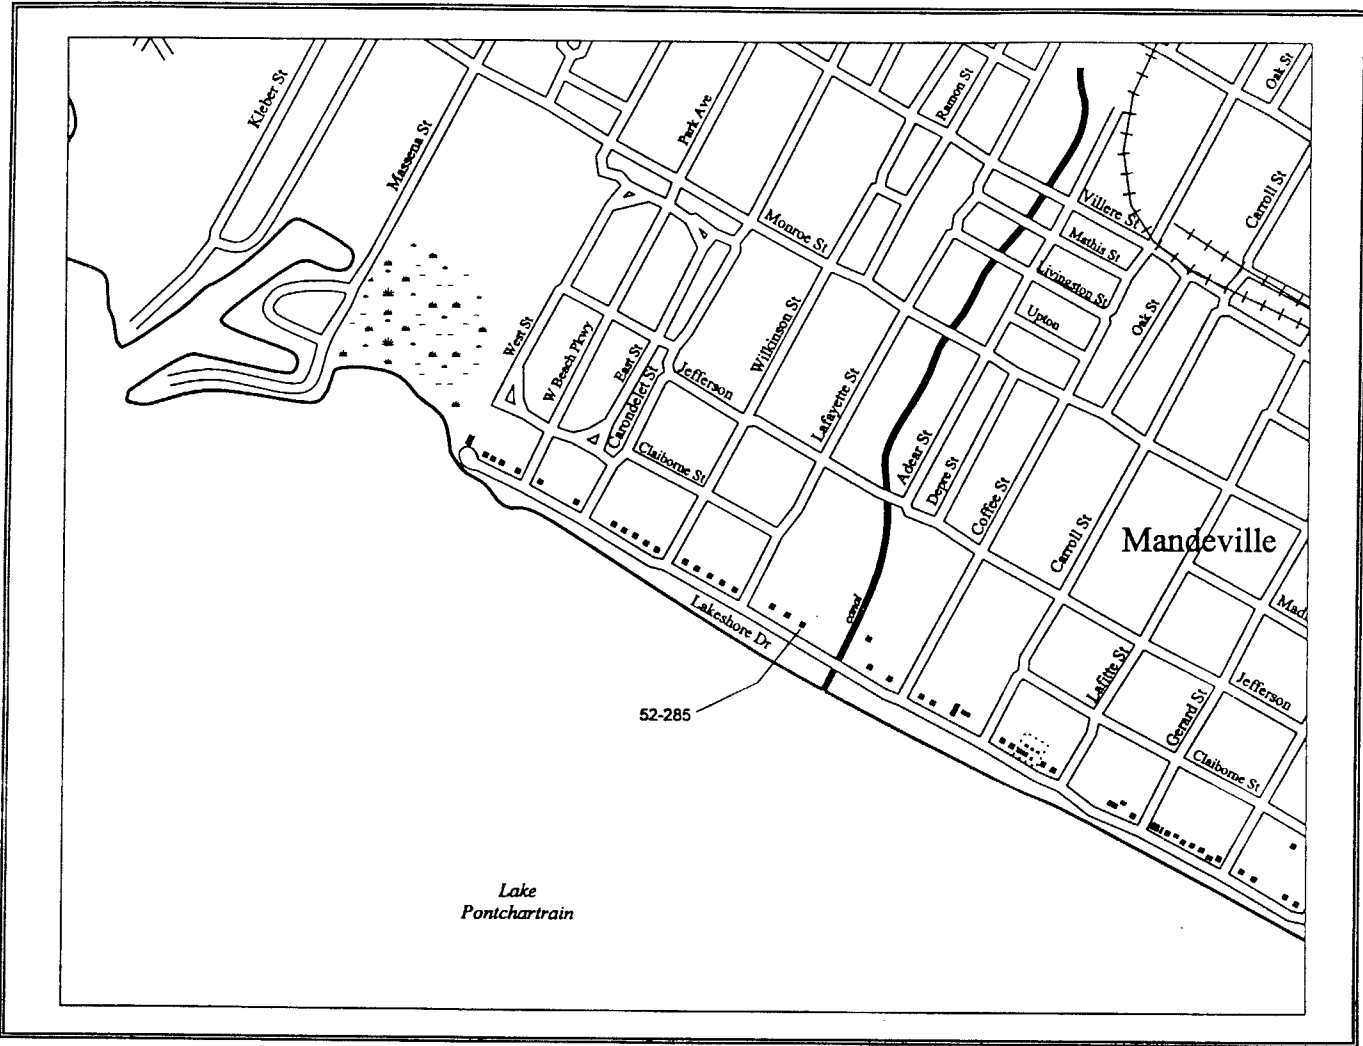 Kleber St
Massena St
Park Ave
Ramon St
Oak St
Carroll St
Villere St
Monroe St
Mathis St
Livingston St
Upton
Oak St
West St
W Beach Pkwy
East St
Carondelet St
Jefferson
Wilkinson St
Lafayette St
Claiborne St
Adear St
Depre St
Coffee St
Carroll St
Mandeville
Madi
canal
Lakeshore Dr
Lafitte St
Gerard St
Jefferson
Claiborne St
52-285
Lake
Pontchartrain